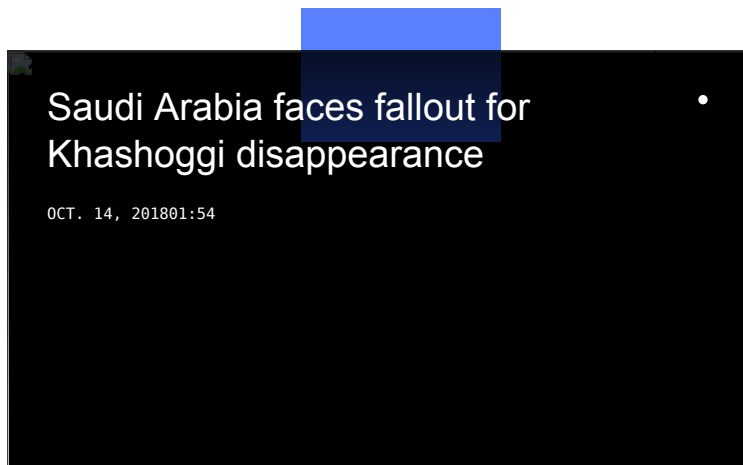 Saudi Arabia faces fallout for
Khashoggi disappearance
OCT. 14, 201801:54